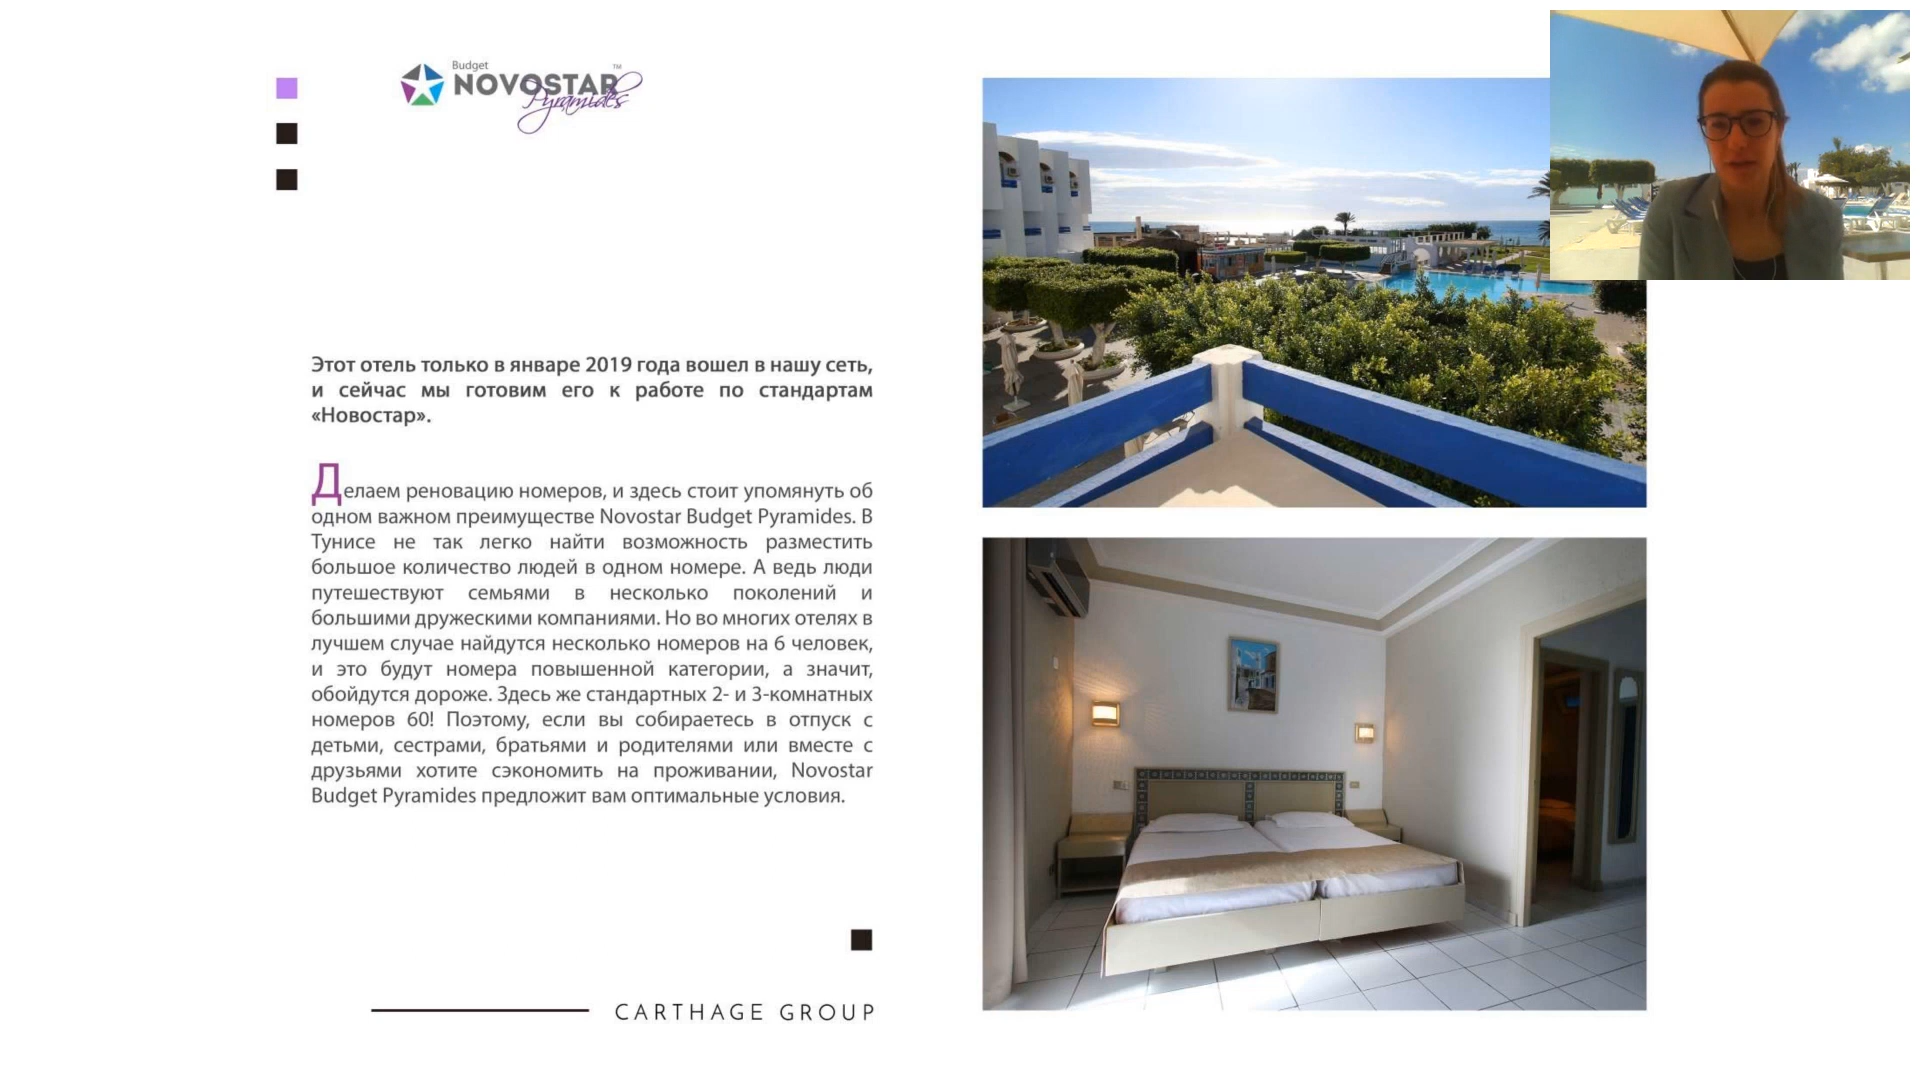 Budget
NOVOSTAR™
Pyramides
Этот отель только в январе 2019 года вошел в нашу сеть,
и сейчас мы готовим его к работе по стандартам
«Новостар».
Делаем реновацию номеров, и здесь стоит упомянуть об
одном важном преимуществе Novostar Budget Pyramides. В
Тунисе не так легко найти возможность разместить
большое количество людей в одном номере. А ведь люди
путешествуют семьями в несколько поколений и
большими дружескими компаниями. Но во многих отелях в
лучшем случае найдутся несколько номеров на 6 человек,
и это будут номера повышенной категории, а значит,
обойдутся дороже. Здесь же стандартных 2- и 3-комнатных
номеров 60! Поэтому, если вы собираетесь в отпуск с
детьми, сестрами, братьями и родителями или вместе с
друзьями хотите сэкономить на проживании, Novostar
Budget Pyramides предложит вам оптимальные условия.
CARTHAGE GROUP